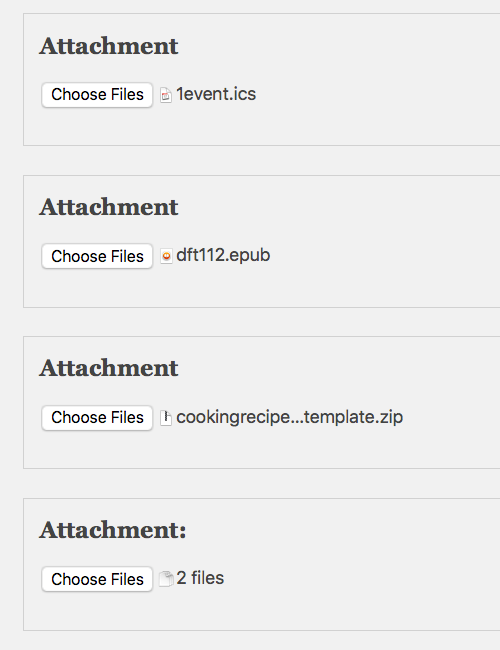 Attachment
Choose Files 1event.ics
Attachment
Choose Files dft112.epub
Attachment
Choose Files cookingrecipe...template.zip
Attachment:
Choose Files 2 files